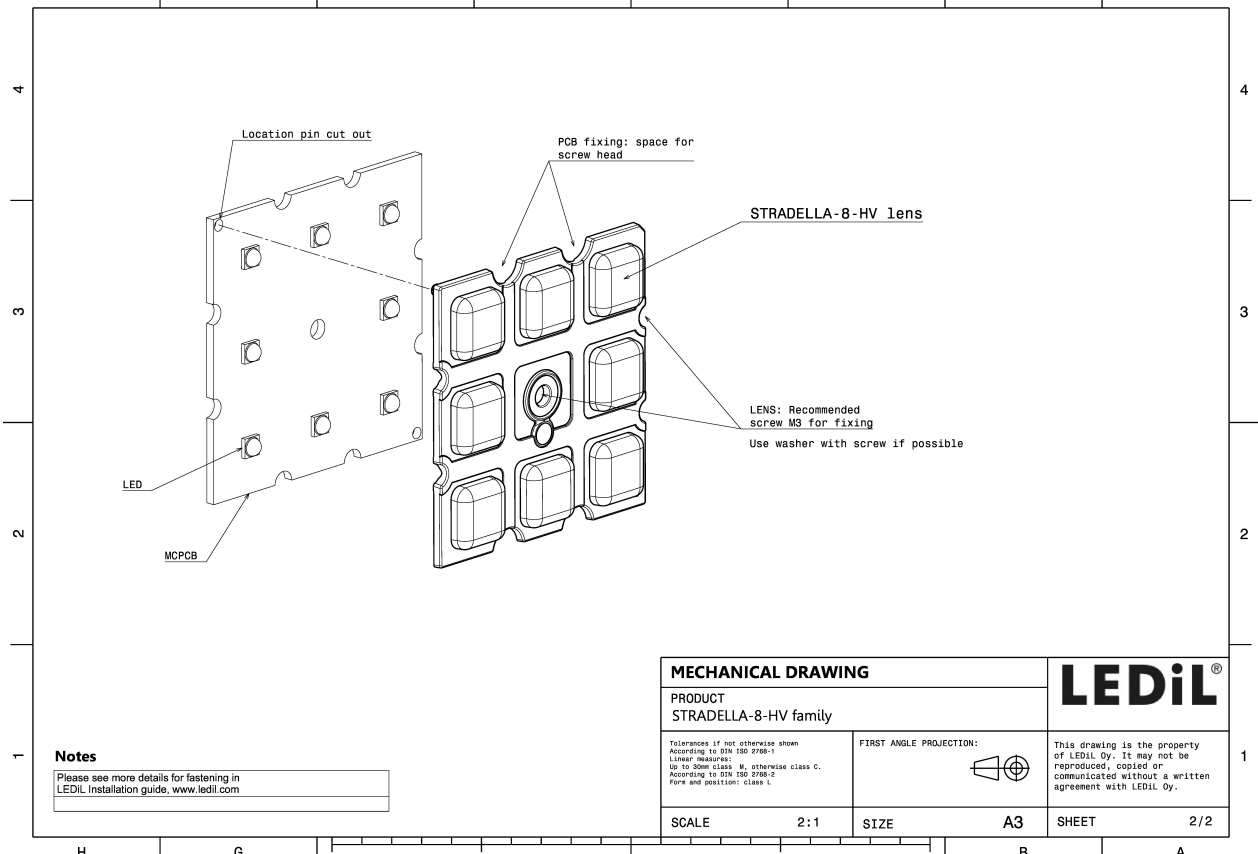 4
4
Location pin cut out
PCB fixing: space for
screw head
STRADELLA-8-HV lens
3
3
LENS: Recommended
screw M3 for fixing
Use washer with screw if possible
LED
2
2
MCPCB
MECHANICAL DRAWING
LEDiL®
PRODUCT
STRADELLA-8-HV family
Tolerances if not otherwise shown
According to DIN ISO 2768-1
Linear measures:
Up to 30mm class M, otherwise class C.
According to DIN ISO 2768-2
Form and position: class L
FIRST ANGLE PROJECTION:
This drawing is the property
of LEDiL Oy. It may not be
reproduced, copied or
communicated without a written
agreement with LEDiL Oy.
1
1
Notes
Please see more details for fastening in
LEDiL Installation guide, www.ledil.com
SCALE 2:1
SIZE A3
SHEET 2/2
H G B A